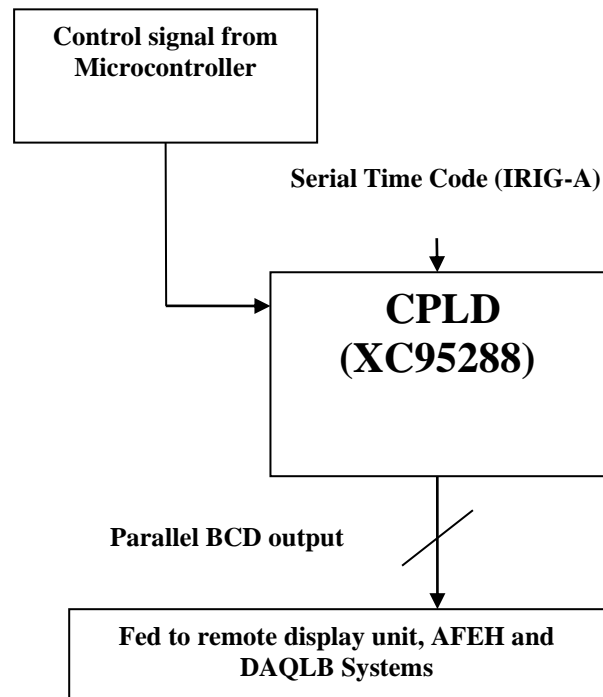 Control signal from
Microcontroller
Serial Time Code (IRIG-A)
CPLD
(XC95288)
Parallel BCD output
Fed to remote display unit, AFEH and
DAQLB Systems